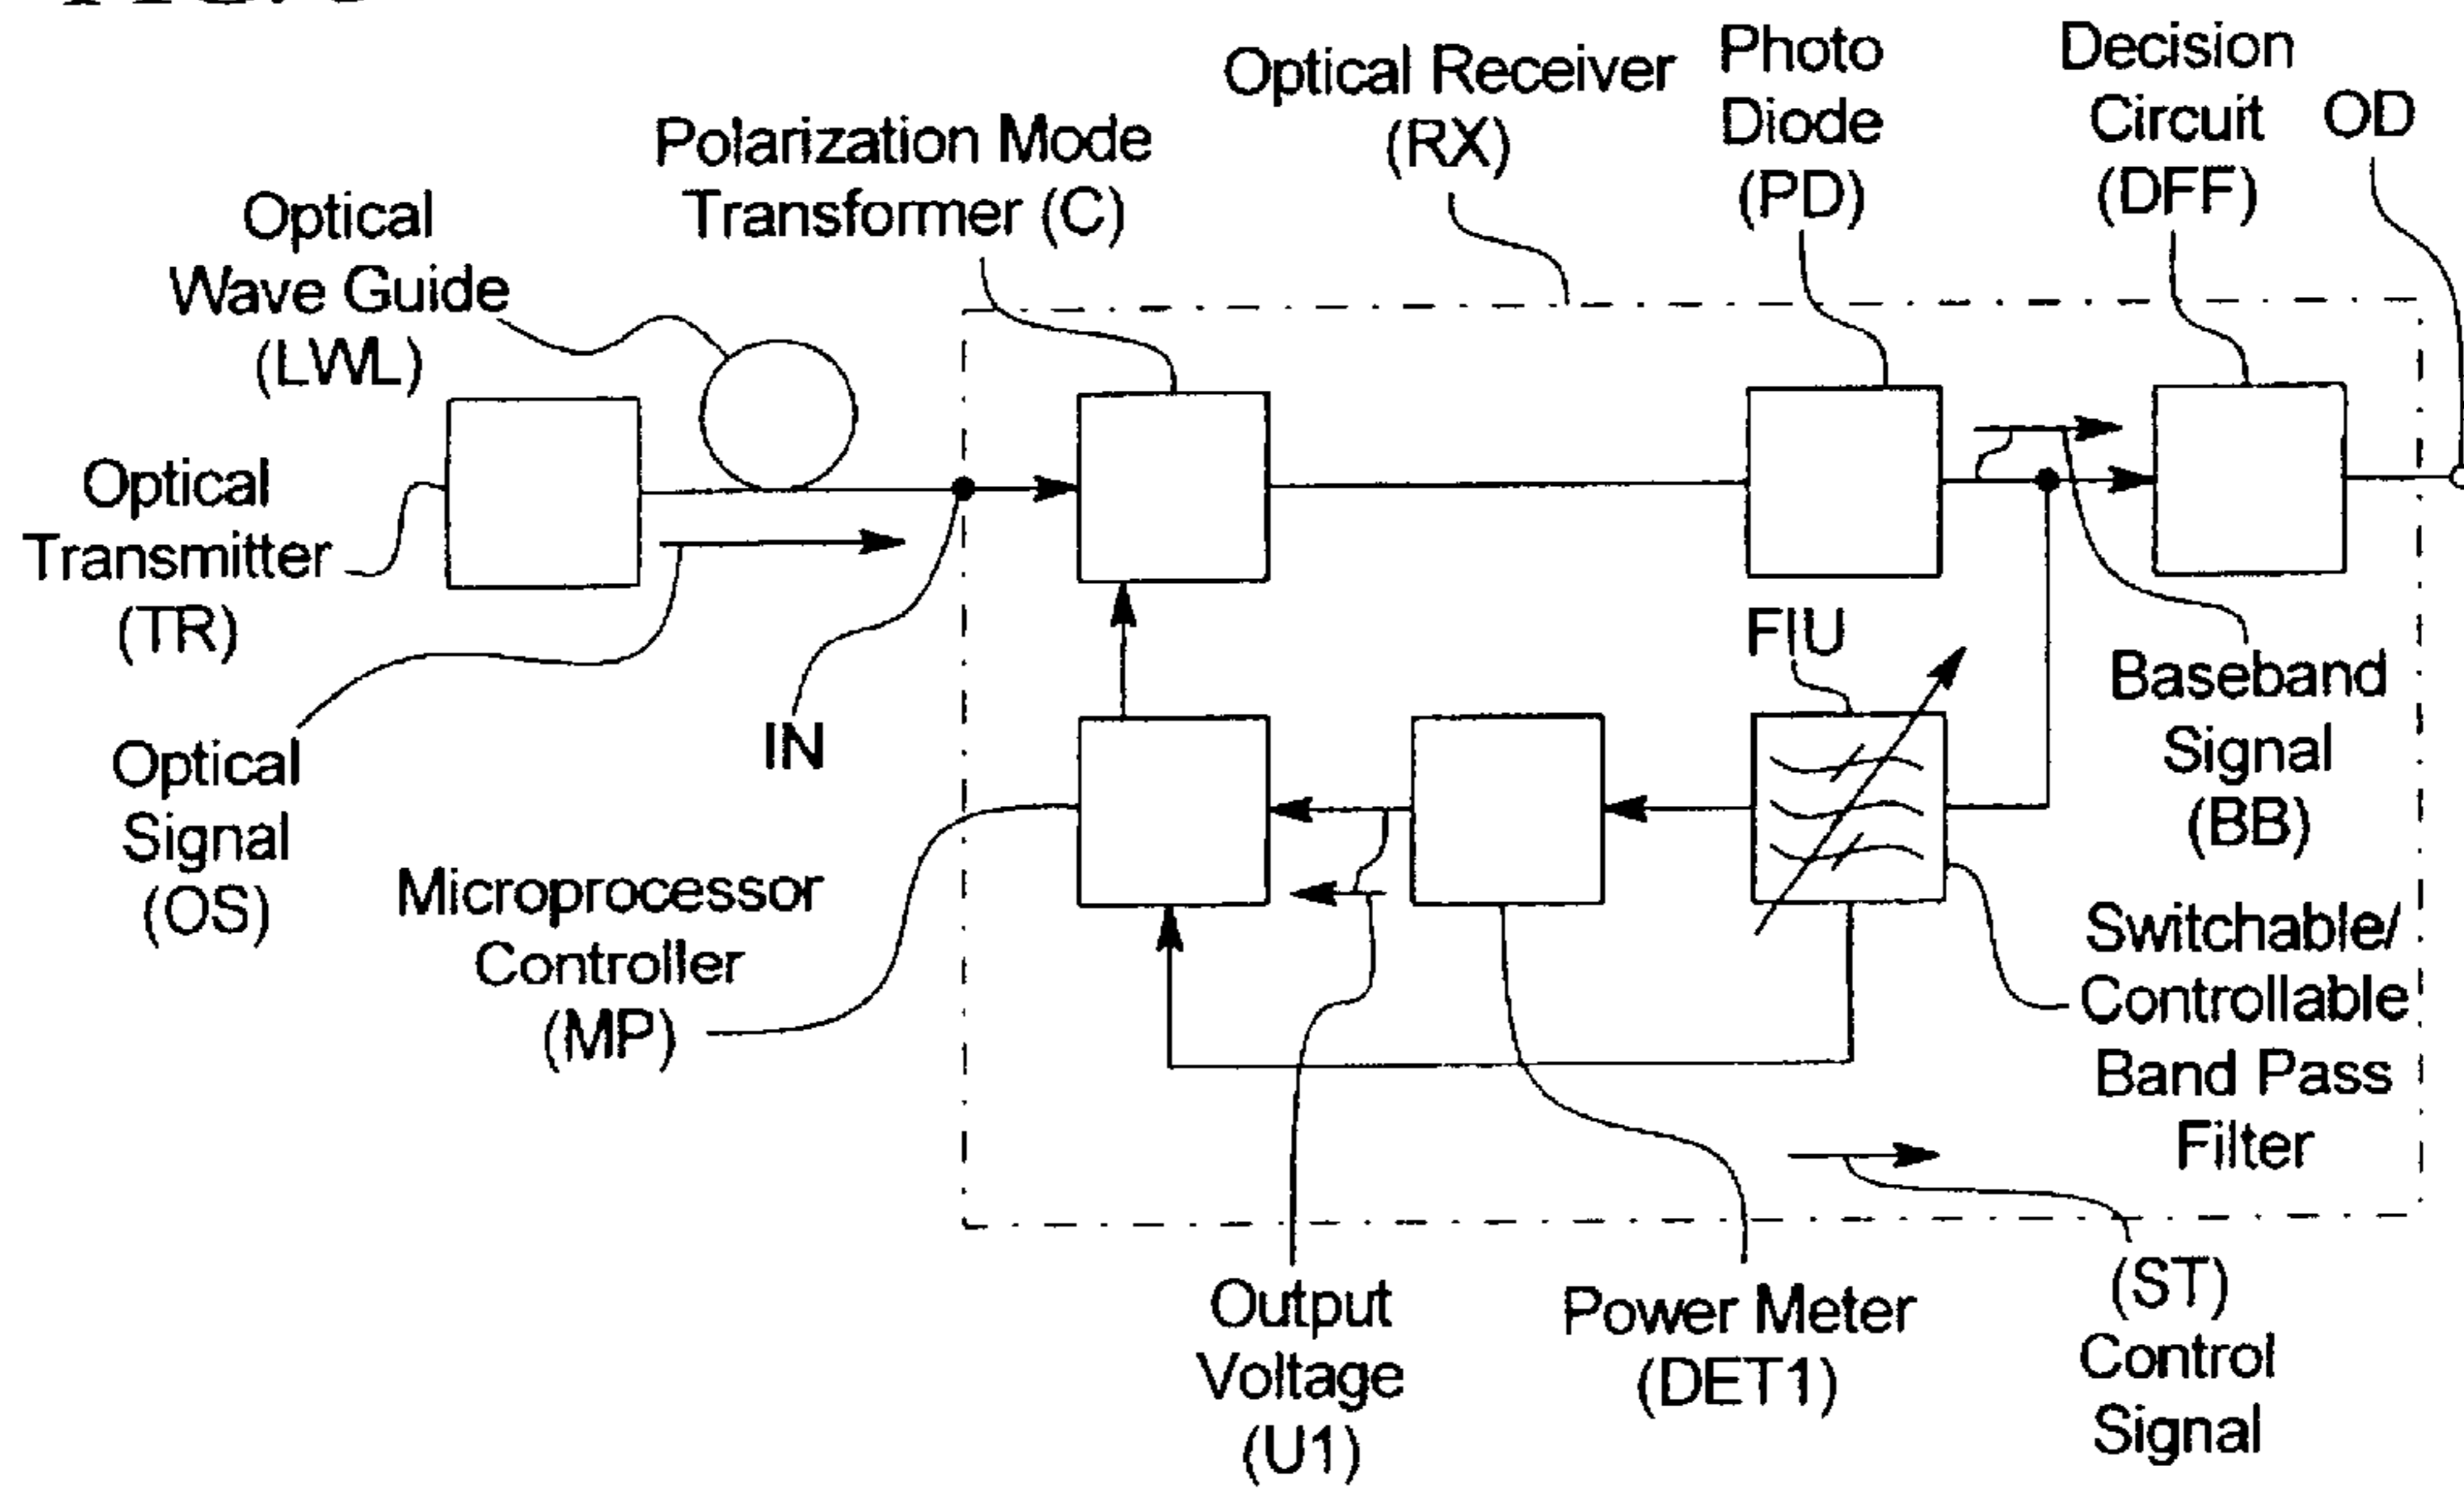 Optical Receiver
(RX)
Photo
Diode
(PD)
Decision
Circuit
(DFF)
OD
Polarization Mode
Transformer (C)
Optical
Wave Guide
(LWL)
Optical
Transmitter
(TR)
Optical
Signal
(OS)
IN
FIU
Baseband
Signal
(BB)
Microprocessor
Controller
(MP)
Switchable/
Controllable
Band Pass
Filter
Output
Voltage
(U1)
Power Meter
(DET1)
(ST)
Control
Signal